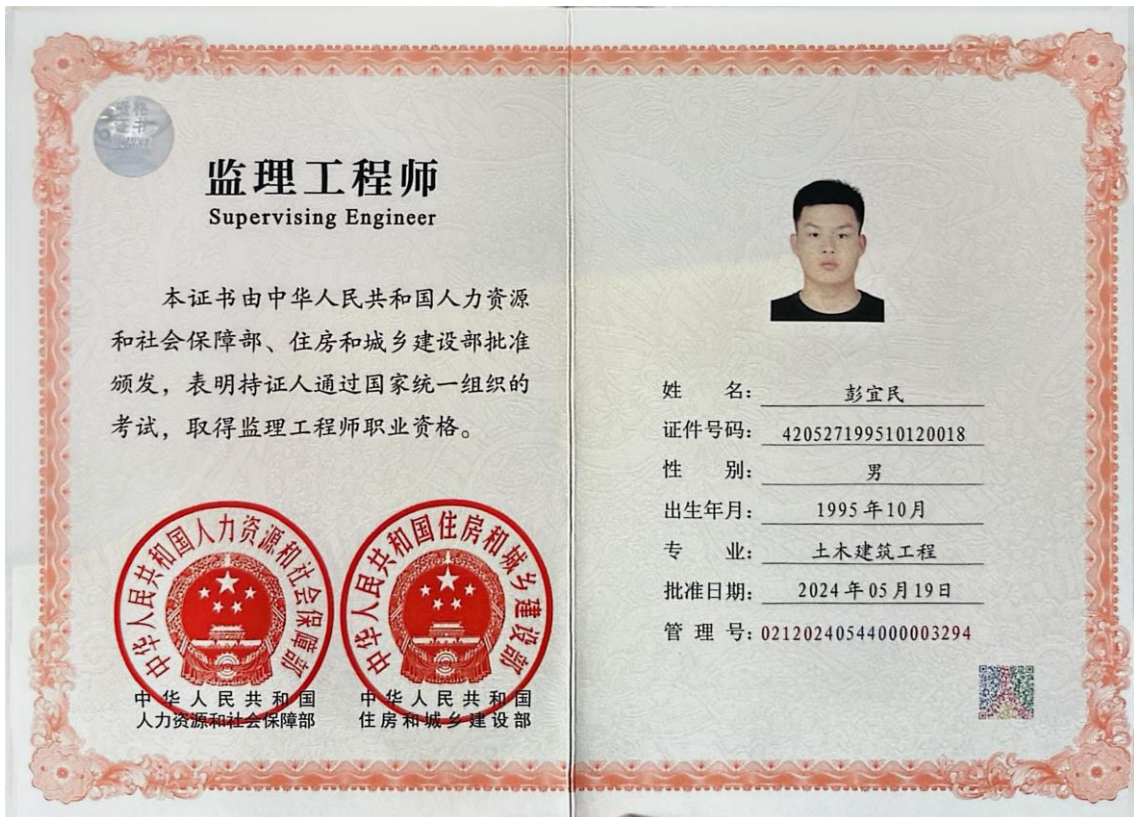 资格
证书
监理工程师
Supervising Engineer
本证书由中华人民共和国人力资源
和社会保障部、住房和城乡建设部批准
颁发，表明持证人通过国家统一组织的
考试，取得监理工程师职业资格。
中华人民共和国人力资源和社会保障部
中华人民共和国住房和城乡建设部
中华人民共和国
人力资源和社会保障部
中华人民共和国
住房和城乡建设部
姓名：彭宜民
证件号码：420527199510120018
性别：男
出生年月：1995年10月
专业：土木建筑工程
批准日期：2024年05月19日
管理号：02120240544000003294